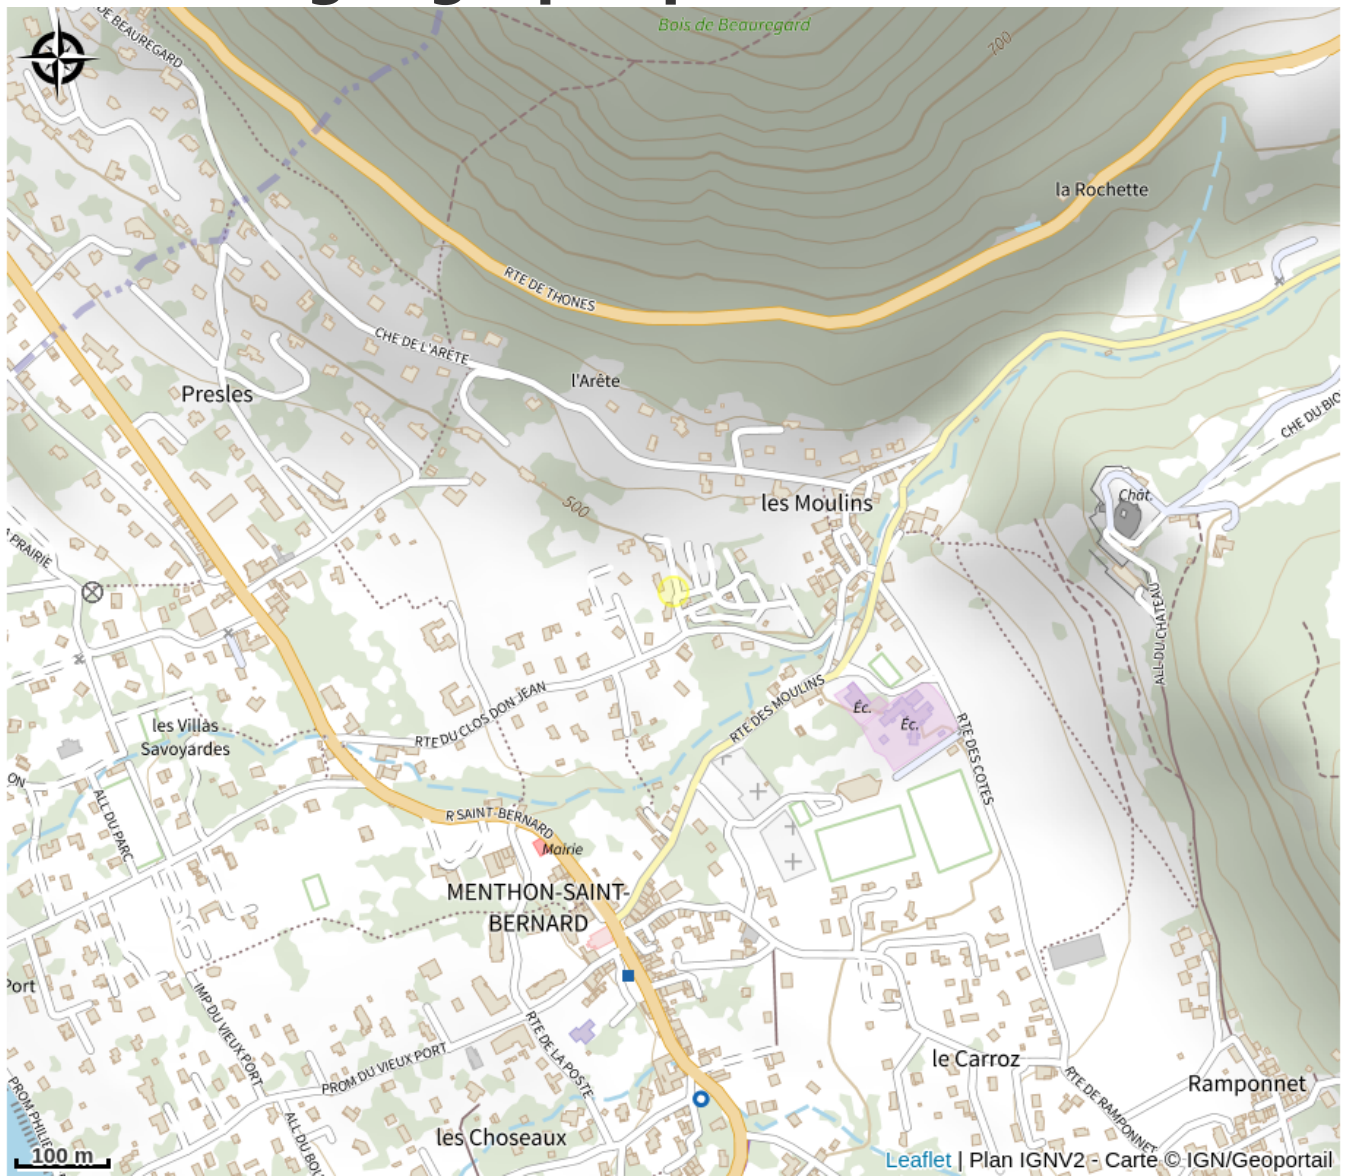 Bois de Beauregard
DE BEAUREGARD
700
la Rochette
RTE DE THONES
CHE DE L'ARÊTE
l'Arête
Presles
CHE DU BIO
les Moulins
Chât.
500
PRAIRIE
ALL DU CHATEAU
RTE DU CLOS DON JEAN
RTE DES MOULINS
Éc.
Éc.
RTE DES COTES
les Villas
Savoyardes
ON
ALL DU PARC
R SAINT-BERNARD
Mairie
MENTHON-SAINT-
BERNARD
Port
IMP DU VIEUX PORT
PROM DU VIEUX PORT
RTE DE LA POSTE
le Carroz
RTE DE RAMPONNET
Ramponnet
PROM PHILI
ALL DU BOU
les Choseaux
100 m
Leaflet | Plan IGNV2 - Carte © IGN/Geoportail